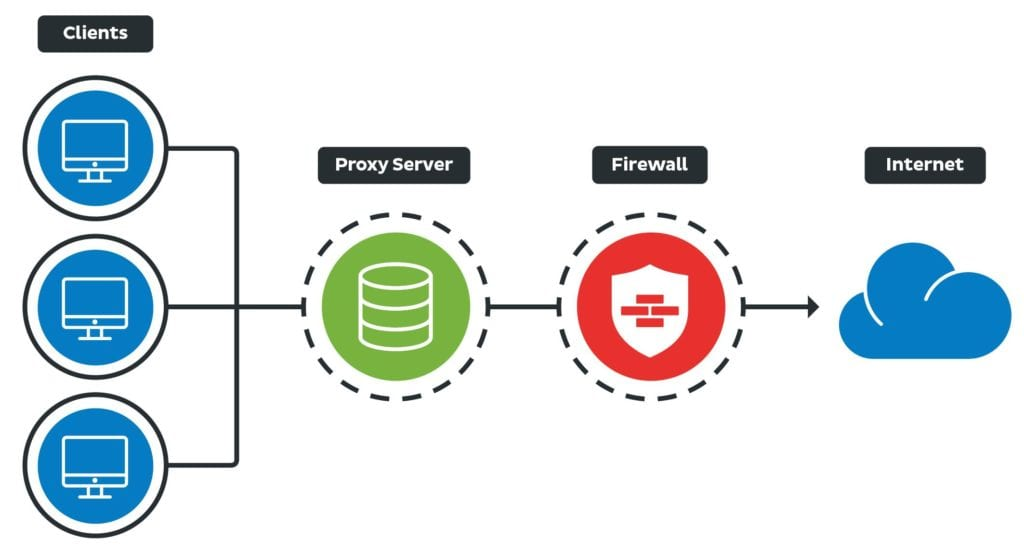 Clients
Proxy Server
Firewall
Internet